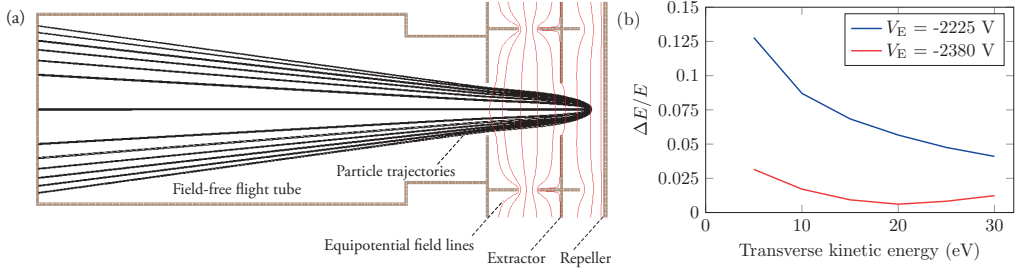 (a)
Particle trajectories
Field-free flight tube
Equipotential field lines
Extractor
Repeller
(b)
0.15
0.125
0.1
0.075
0.05
0.025
0
ΔE/E
V_E = -2225 V
V_E = -2380 V
0
10
20
30
Transverse kinetic energy (eV)